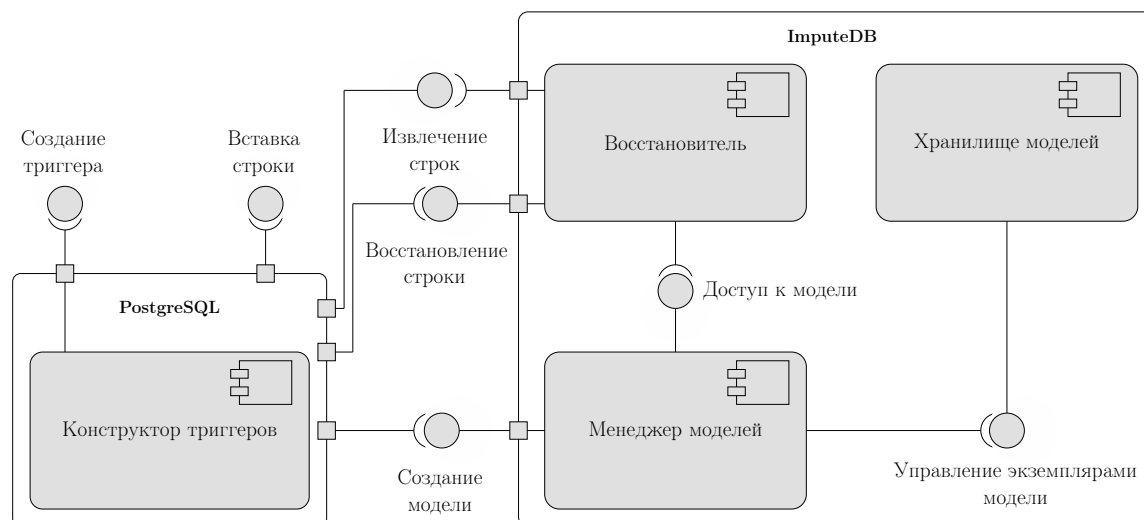 ImputeDB
Создание
триггера
Вставка
строки
Извлечение
строк
Восстановитель
Хранилище моделей
Восстановление
строки
PostgreSQL
Доступ к модели
Конструктор триггеров
Менеджер моделей
Создание
модели
Управление экземплярами
модели